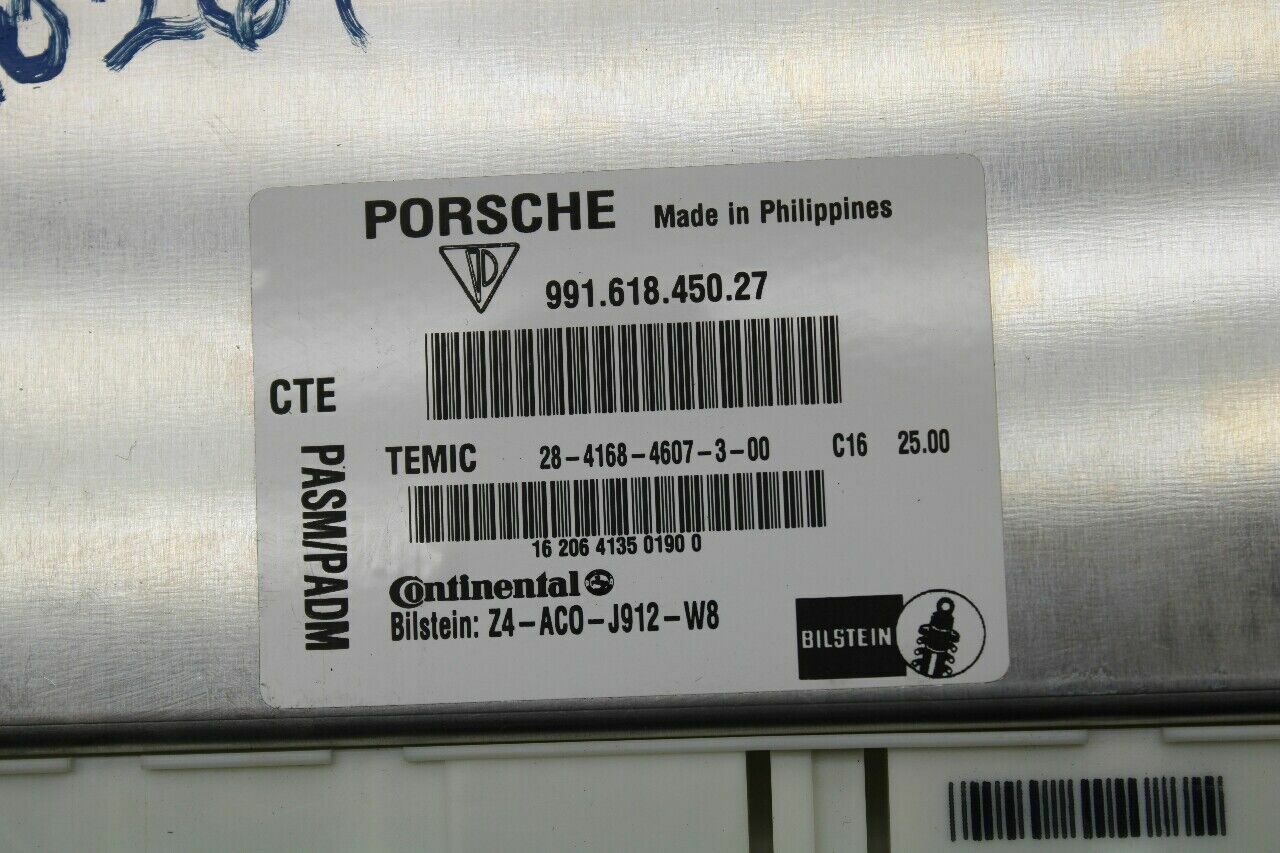 PORSCHE Made in Philippines
991.618.450.27
CTE
PASM/PADM
TEMIC 28-4168-4607-3-00 C16 25.00
16 206 4135 0190 0
Continental
Bilstein: Z4-ACO-J912-W8
BILSTEIN